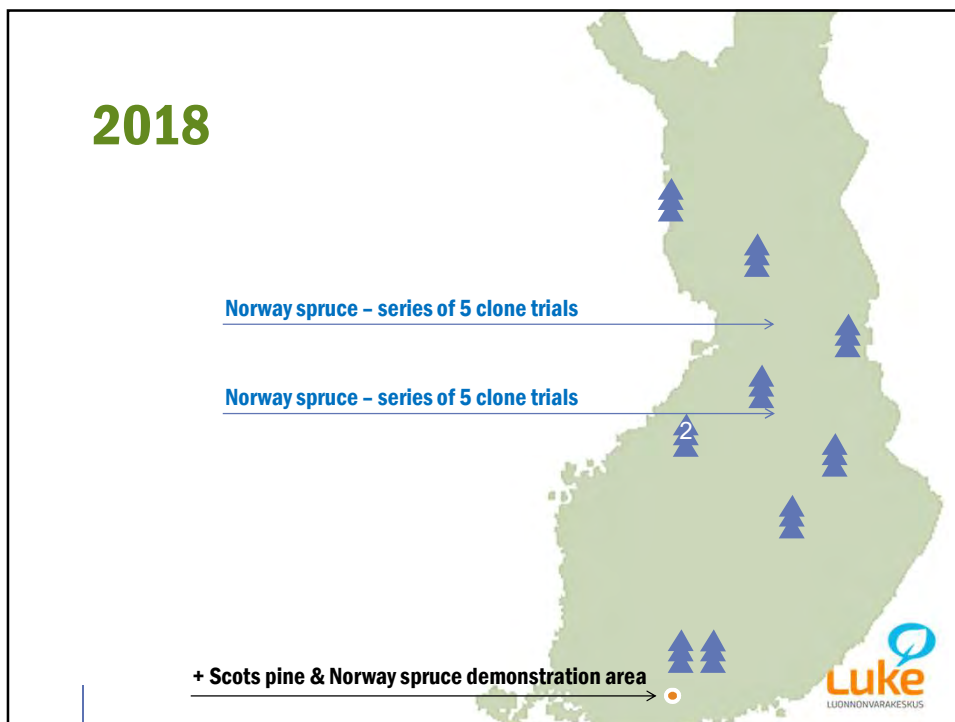 2018
Norway spruce – series of 5 clone trials
Norway spruce – series of 5 clone trials
2
+ Scots pine & Norway spruce demonstration area
Luke
LUONNONVARAKESKUS